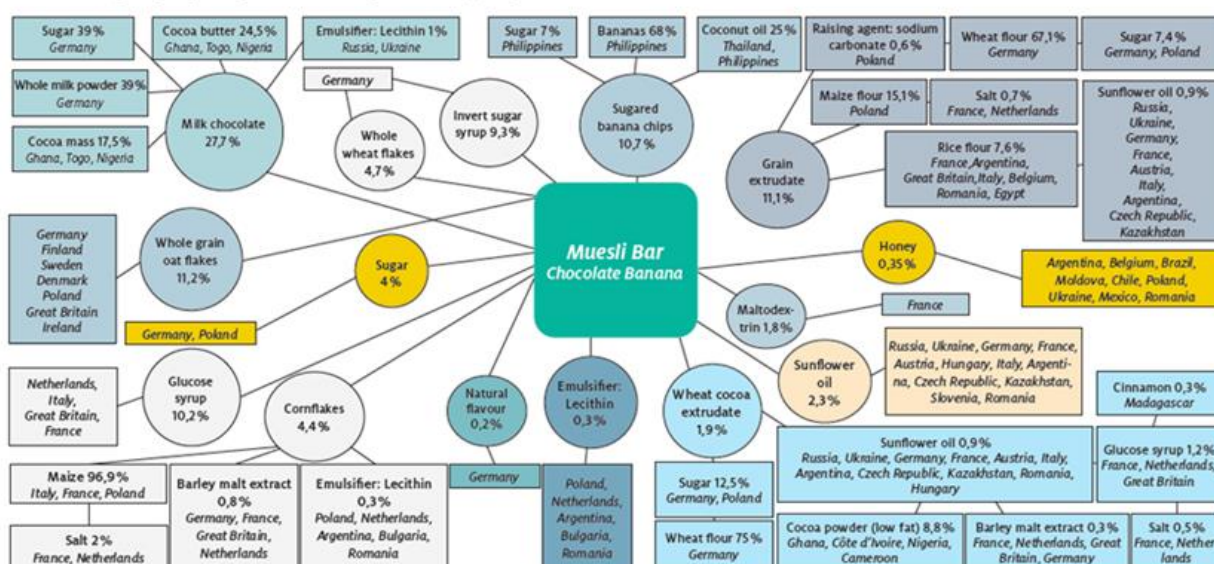 Sugar 39%
Germany
Cocoa butter 24,5%
Ghana, Togo, Nigeria
Emulsifier: Lecithin 1%
Russia, Ukraine
Whole milk powder 39%
Germany
Cocoa mass 17,5%
Ghana, Togo, Nigeria
Milk chocolate
27,7%
Germany
Whole
wheat flakes
4,7%
Invert sugar
syrup 9,3%
Sugar 7%
Philippines
Bananas 68%
Philippines
Coconut oil 25%
Thailand,
Philippines
Sugared
banana chips
10,7 %
Raising agent: sodium
carbonate 0,6%
Poland
Wheat flour 67,1%
Germany
Sugar 7,4%
Germany, Poland
Maize flour 15,1%
Poland
Salt 0,7%
France, Netherlands
Rice flour 7,6%
France,Argentina,
Great Britain,Italy, Belgium,
Romania, Egypt
Sunflower oil 0,9%
Russia,
Ukraine,
Germany,
France,
Austria,
Italy,
Argentina,
Czech Republic,
Kazakhstan
Grain
extrudate
11,1%
Muesli Bar
Chocolate Banana
Germany
Finland
Sweden
Denmark
Poland
Great Britain
Ireland
Whole grain
oat flakes
11,2%
Sugar
4%
Germany, Poland
Honey
0,35%
Argentina, Belgium, Brazil,
Moldova, Chile, Poland,
Ukraine, Mexico, Romania
Maltodex-
trin 1,8%
France
Sunflower
oil
2,3%
Russia, Ukraine, Germany, France,
Austria, Hungary, Italy, Argenti-
na, Czech Republic, Kazakhstan,
Slovenia, Romania
Netherlands,
Italy,
Great Britain,
France
Glucose
syrup
10,2%
Cornflakes
4,4%
Maize 96,9%
Italy, France, Poland
Salt 2%
France, Netherlands
Barley malt extract
0,8%
Germany, France,
Great Britain,
Netherlands
Emulsifier: Lecithin
0,3%
Poland, Netherlands,
Argentina, Bulgaria,
Romania
Natural
flavour
0,2%
Germany
Emulsifier:
Lecithin
0,3%
Poland,
Netherlands,
Argentina,
Bulgaria,
Romania
Wheat cocoa
extrudate
1,9%
Sugar 12,5%
Germany, Poland
Wheat flour 75%
Germany
Sunflower oil 0,9%
Russia, Ukraine, Germany, France, Austria, Italy,
Argentina, Czech Republic, Kazakhstan, Romania,
Hungary
Cinnamon 0,3%
Madagascar
Glucose syrup 1,2%
France, Netherlands,
Great Britain
Cocoa powder (low fat) 8,8%
Ghana, Côte d'Ivoire, Nigeria,
Cameroon
Barley malt extract 0,3%
France, Netherlands, Great
Britain, Germany
Salt 0,5%
France, Nether
lands